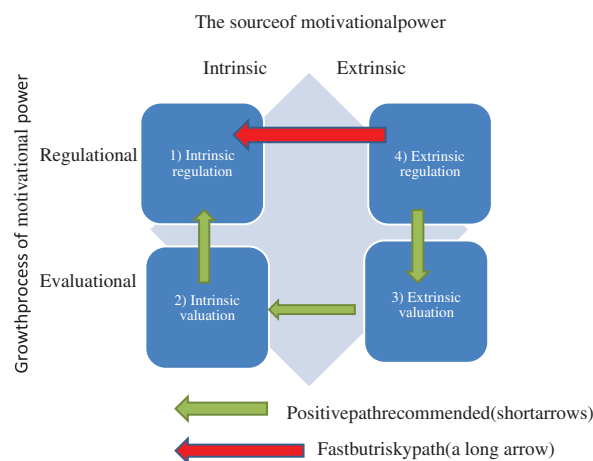 The sourceof motivationalpower
Intrinsic Extrinsic
Growthprocess of motivational power
Regulational
1) Intrinsic
regulation
4) Extrinsic
regulation
Evaluational
2) Intrinsic
valuation
3) Extrinsic
valuation
Positivepathrecommended(shortarrows)
Fastbutriskypath(a long arrow)